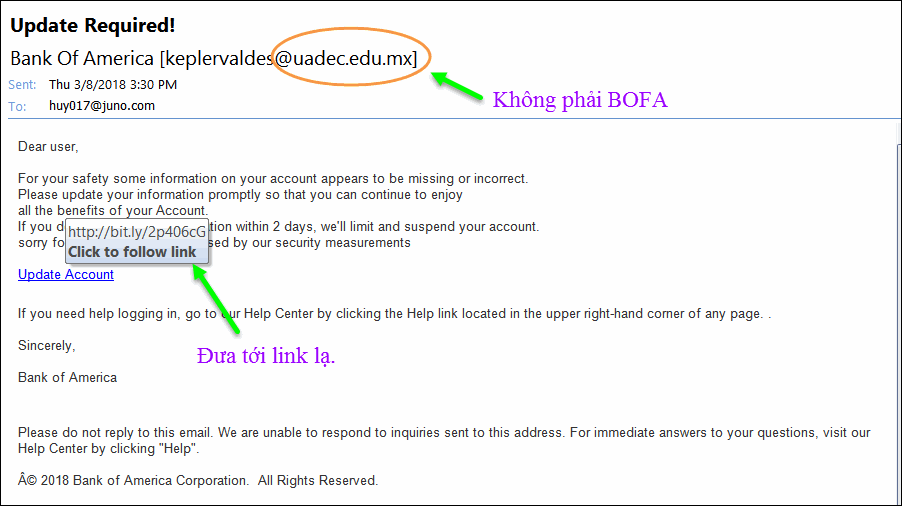 Update Required!
Bank Of America [keplervaldes@uadec.edu.mx]
Sent: Thu 3/8/2018 3:30 PM
To: huy017@juno.com
Không phải BOFA
Dear user,
For your safety some information on your account appears to be missing or incorrect.
Please update your information promptly so that you can continue to enjoy
all the benefits of your Account.
If you d tion within 2 days, we'll limit and suspend your account.
http://bit.ly/2p406cG
sorry fo sed by our security measurements
Click to follow link
Update Account
If you need help logging in, go to our Help Center by clicking the Help link located in the upper right-hand corner of any page. .
Sincerely,
Đưa tới link lạ.
Bank of America
Please do not reply to this email. We are unable to respond to inquiries sent to this address. For immediate answers to your questions, visit our
Help Center by clicking "Help".
Â© 2018 Bank of America Corporation. All Rights Reserved.